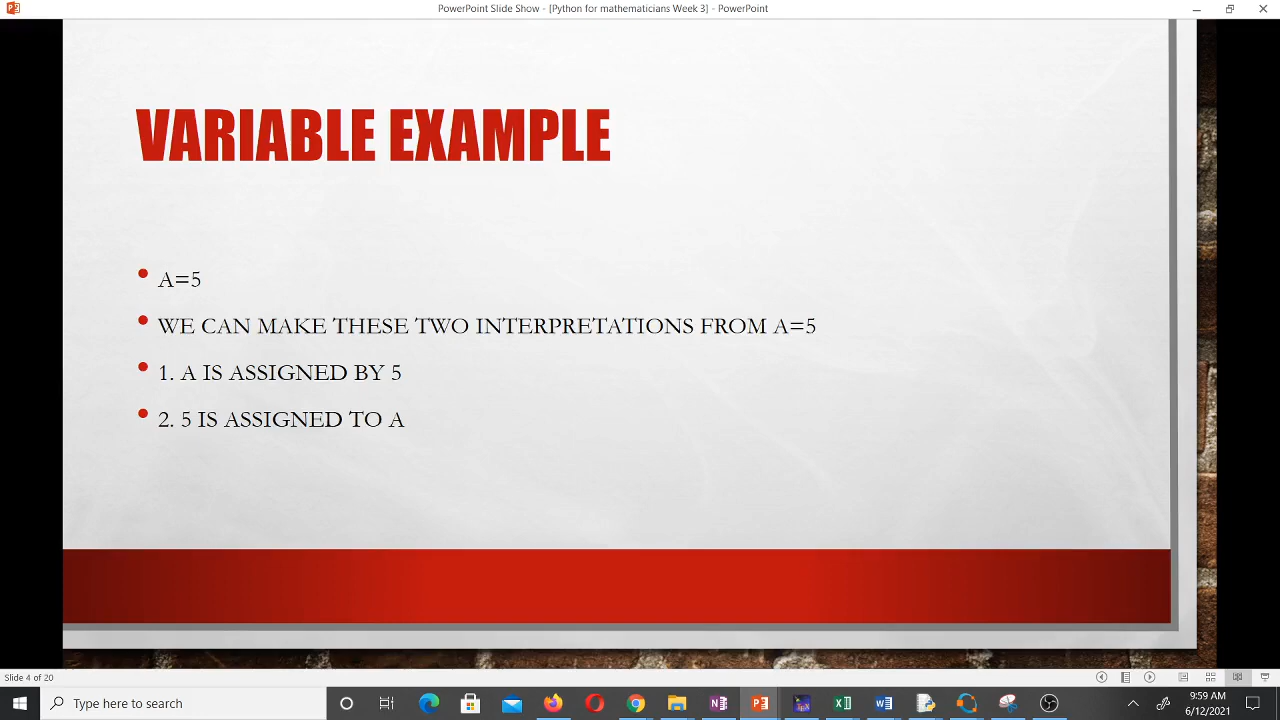 PowerPoint Slide Show - [Python for mathematicians Week 3] - PowerPoint
VARIABLE EXAMPLE
A=5
WE CAN MAKE THESE TWO INTERPRETATIONS FROM A=5
1. A IS ASSIGNED BY 5
2. 5 IS ASSIGNED TO A
Slide 4 of 20
Type here to search
9:59 AM
6/12/2021